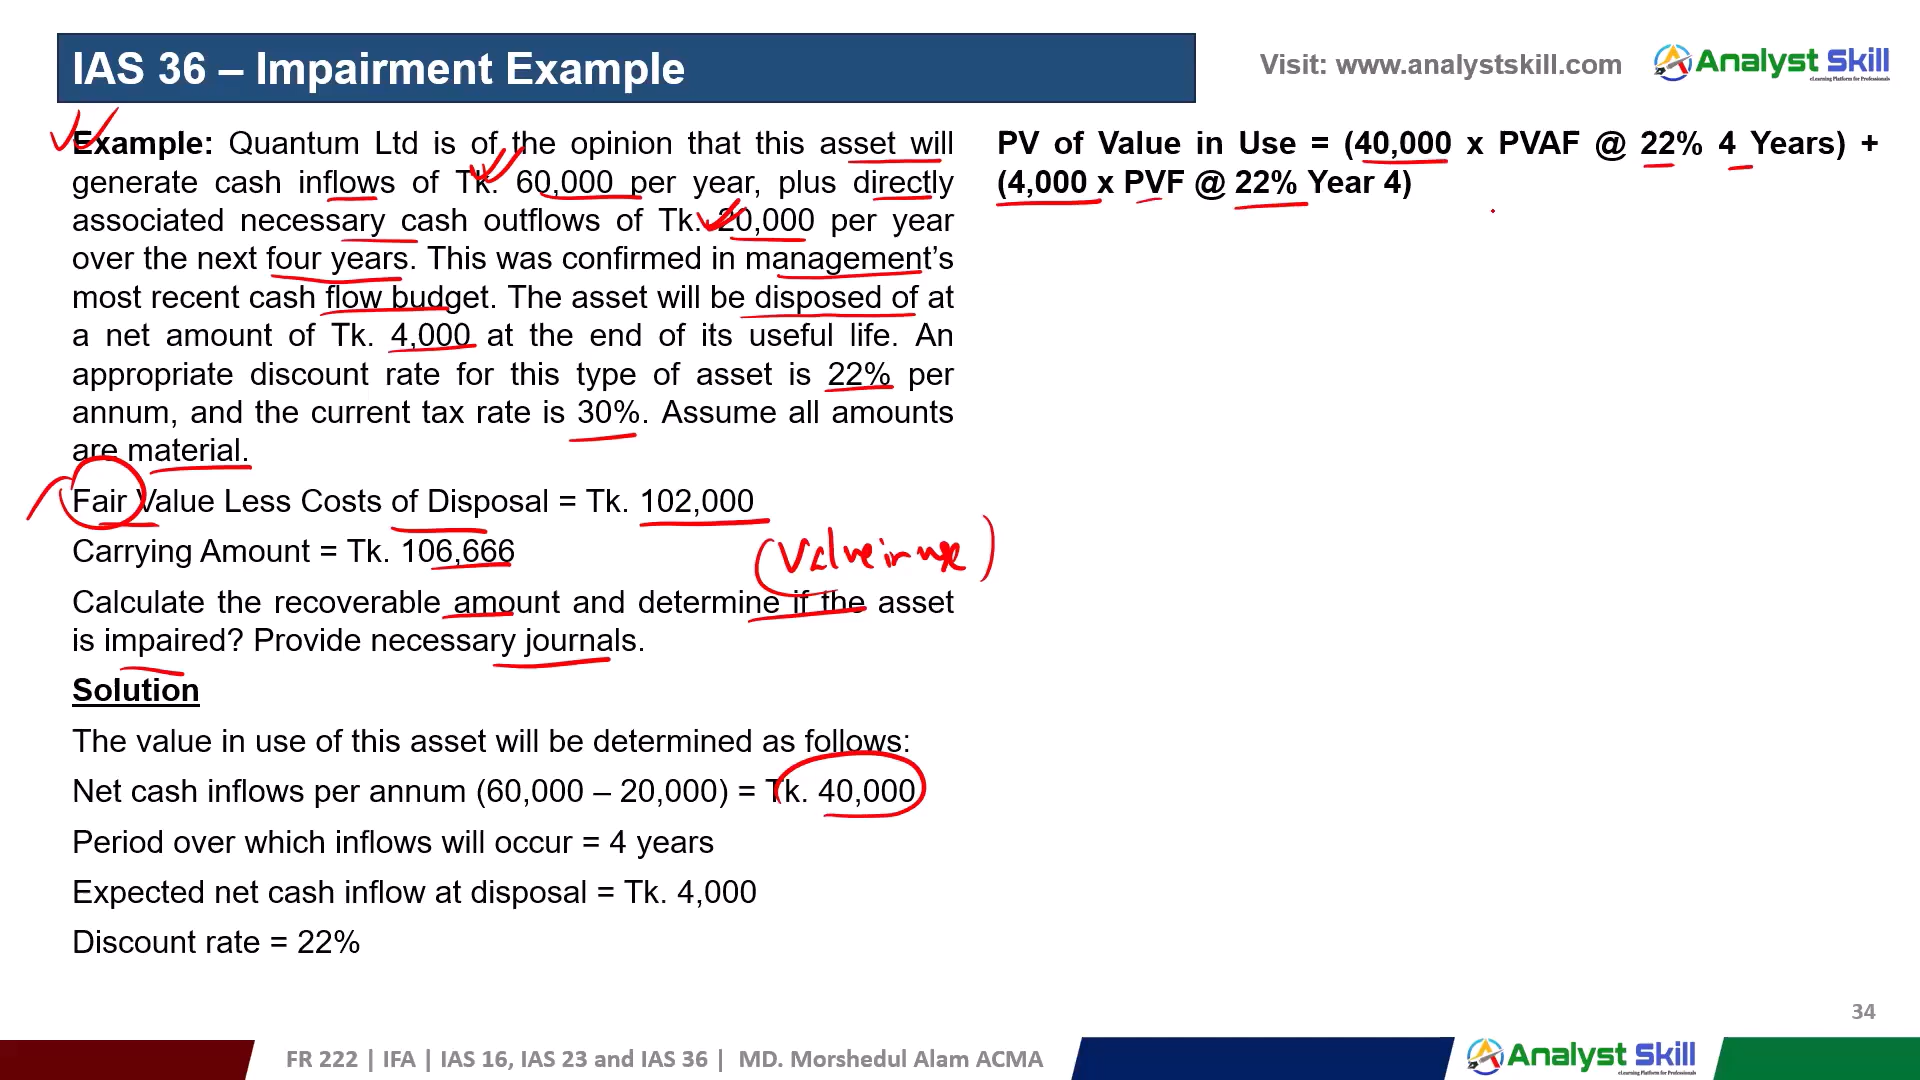 IAS 36 – Impairment Example
Visit: www.analystskill.com
Analyst Skill
eLearning Platform for Professionals
Example: Quantum Ltd is of the opinion that this asset will
generate cash inflows of Tk. 60,000 per year, plus directly
associated necessary cash outflows of Tk. 20,000 per year
over the next four years. This was confirmed in management’s
most recent cash flow budget. The asset will be disposed of at
a net amount of Tk. 4,000 at the end of its useful life. An
appropriate discount rate for this type of asset is 22% per
annum, and the current tax rate is 30%. Assume all amounts
are material.
Fair Value Less Costs of Disposal = Tk. 102,000
Carrying Amount = Tk. 106,666
(Value in use)
Calculate the recoverable amount and determine if the asset
is impaired? Provide necessary journals.
Solution
The value in use of this asset will be determined as follows:
Net cash inflows per annum (60,000 – 20,000) = Tk. 40,000
Period over which inflows will occur = 4 years
Expected net cash inflow at disposal = Tk. 4,000
Discount rate = 22%
PV of Value in Use = (40,000 x PVAF @ 22% 4 Years) +
(4,000 x PVF @ 22% Year 4)
34
FR 222 | IFA | IAS 16, IAS 23 and IAS 36 | MD. Morshedul Alam ACMA
Analyst Skill
eLearning Platform for Professionals